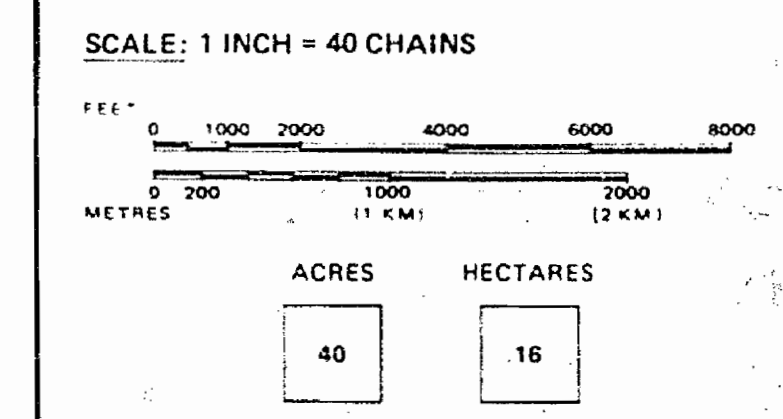 SCALE: 1 INCH = 40 CHAINS
FEET
0 1000 2000 4000 6000 8000
0 200 1000 2000
METRES (1 KM) (2 KM)
ACRES HECTARES
40 16